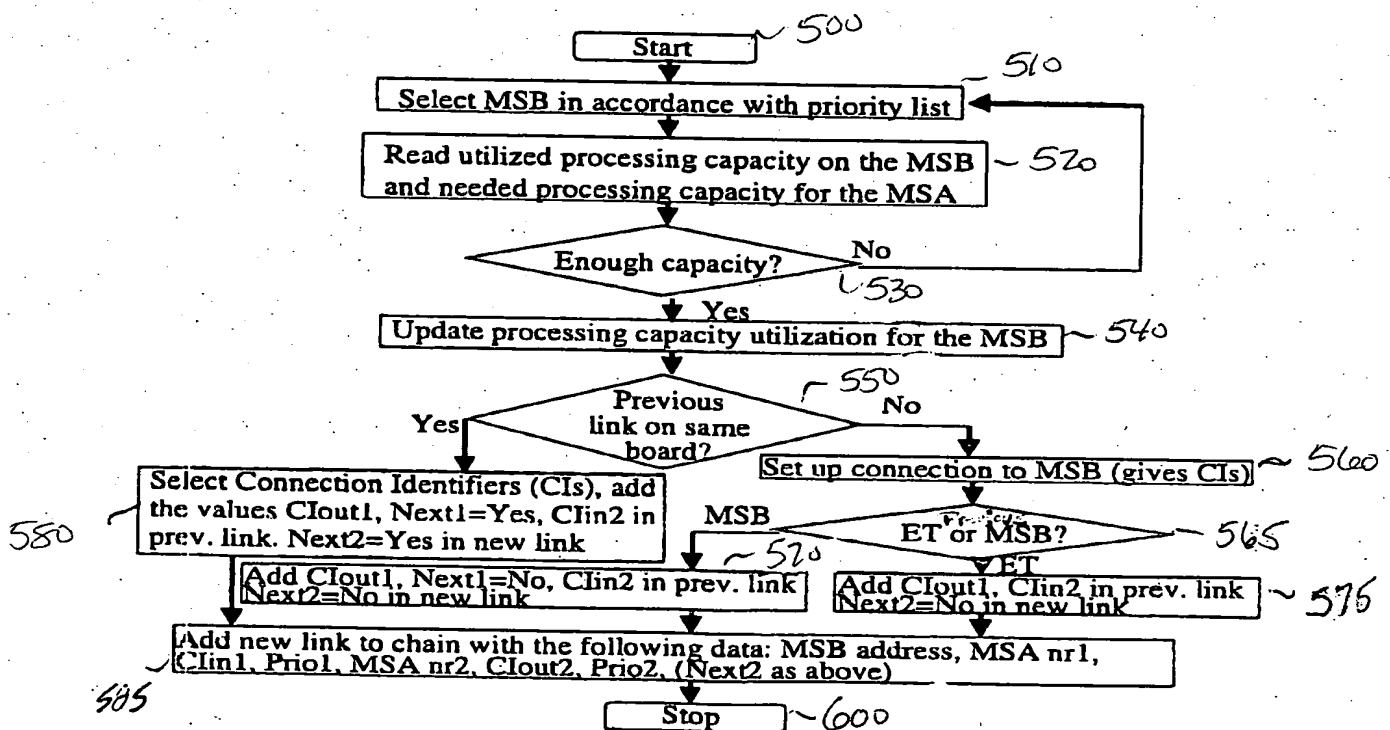 Start
500
510
Select MSB in accordance with priority list
Read utilized processing capacity on the MSB
and needed processing capacity for the MSA
520
Enough capacity?
No
530
Yes
Update processing capacity utilization for the MSB
540
550
Previous
link on same
board?
Yes
No
Set up connection to MSB (gives CIs)
560
Select Connection Identifiers (CIs), add
the values CIout1, Next1=Yes, CIin2 in
prev. link. Next2=Yes in new link
580
MSB
ET or MSB?
565
ET
570
Add CIout1, Next1=No, CIin2 in prev. link
Next2=No in new link
Add CIout1, CIin2 in prev. link
Next2=No in new link
575
Add new link to chain with the following data: MSB address, MSA nr1,
CIin1, Prio1, MSA nr2, CIout2, Prio2, (Next2 as above)
585
Stop
600